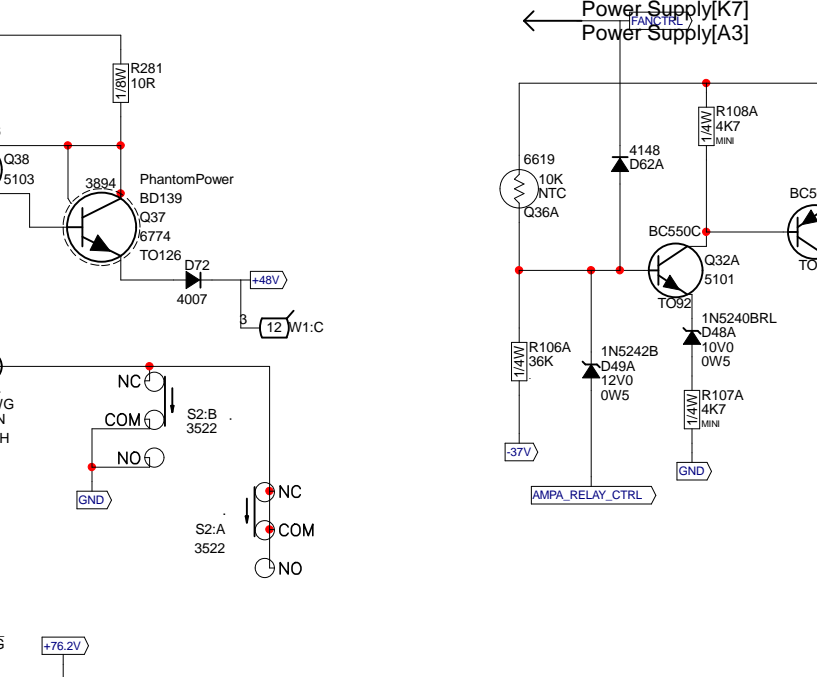 Power Supply[K7]
FANCTRL
Power Supply[A3]
R281
10R
1/8W
Q38
5103
3894
PhantomPower
BD139
Q37
6774
TO126
D72
4007
+48V
3
12
W1:C
NC
COM
NO
S2:B
3522
GND
NC
COM
NO
S2:A
3522
+76.2V
R108A
4K7
MINI
1/4W
4148
D62A
6619
10K
NTC
Q36A
BC550C
Q32A
5101
TO92
1N5240BRL
D48A
10V0
0W5
R106A
36K
1/4W
1N5242B
D49A
12V0
0W5
R107A
4K7
MINI
1/4W
-37V
GND
AMPA_RELAY_CTRL